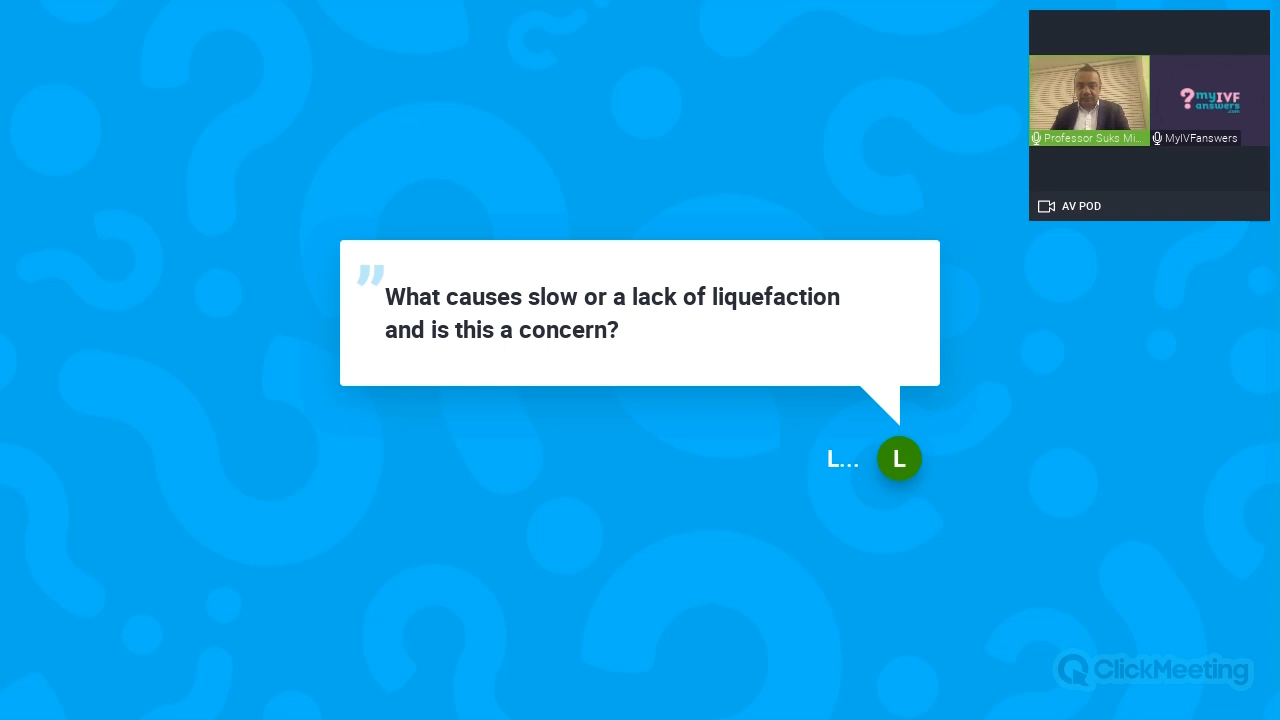 ?myIVF
answers
.com
Professor Suks Mi...
MyIVFanswers
AV POD
What causes slow or a lack of liquefaction
and is this a concern?
L...
L
ClickMeeting